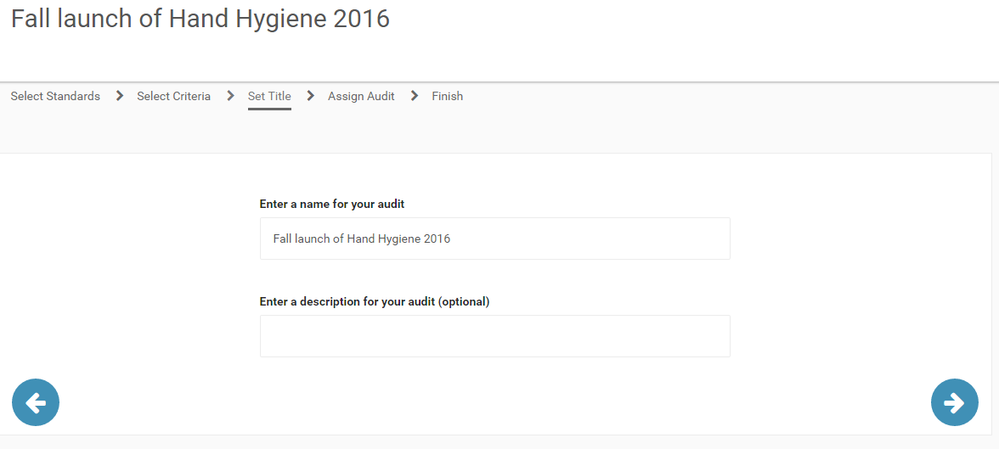 Fall launch of Hand Hygiene 2016
Select Standards Select Criteria Set Title Assign Audit Finish
Enter a name for your audit
Fall launch of Hand Hygiene 2016
Enter a description for your audit (optional)